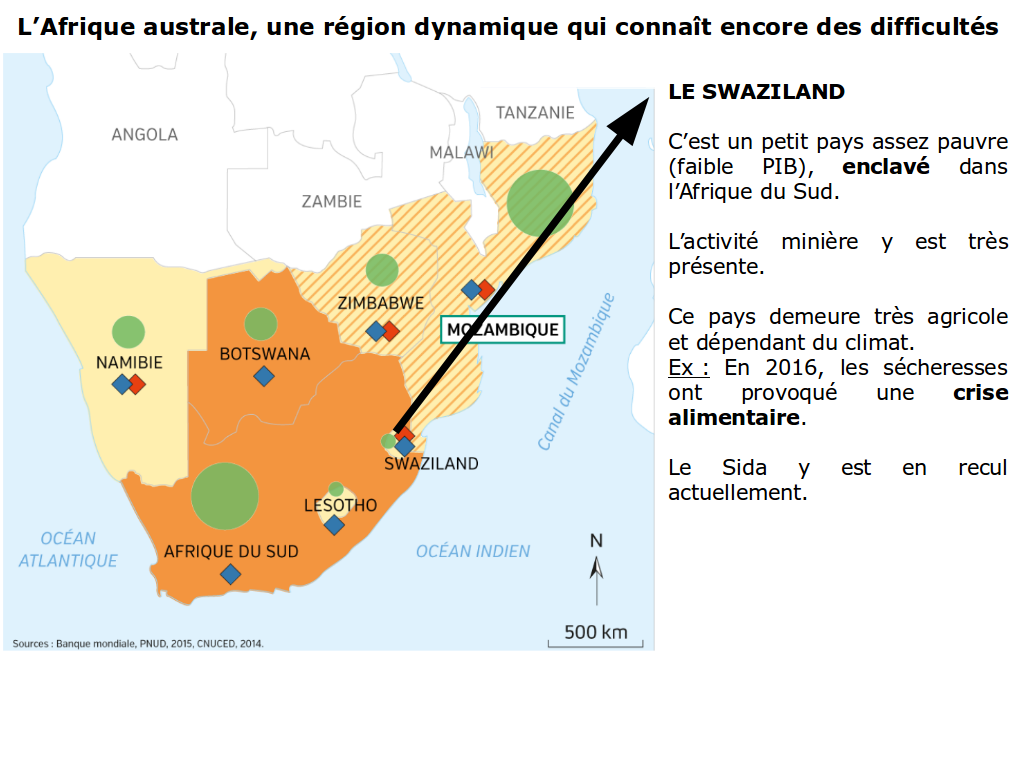 L’Afrique australe, une région dynamique qui connaît encore des difficultés
LE SWAZILAND
C’est un petit pays assez pauvre
(faible PIB), enclavé dans
l’Afrique du Sud.
L’activité minière y est très
présente.
Ce pays demeure très agricole
et dépendant du climat.
Ex : En 2016, les sécheresses
ont provoqué une crise
alimentaire.
Le Sida y est en recul
actuellement.
TANZANIE
ANGOLA
MALAWI
ZAMBIE
ZIMBABWE
MOZAMBIQUE
BOTSWANA
NAMIBIE
Canal du Mozambique
SWAZILAND
LESOTHO
AFRIQUE DU SUD
OCÉAN
ATLANTIQUE
OCÉAN INDIEN
N
500 km
Sources : Banque mondiale, PNUD, 2015, CNUCED, 2014.